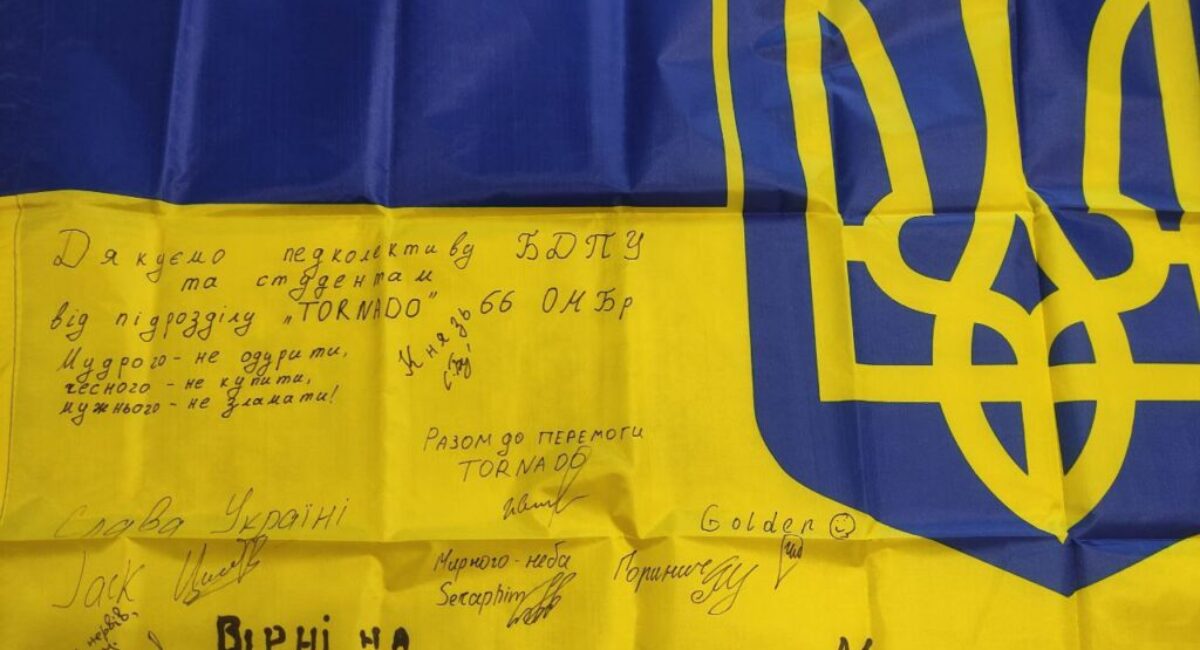 Дякуємо педколективу БДПУ
та студентам
від підрозділу „TORNADO” 66 ОМБр
Мудрого - не одурити,
чесного - не купити,
мужнього - не зламати!
Князь
Разом до перемоги
TORNADO
Слава Україні
Jack
Golden
Мирного неба
Seraphim
Горинич
нервів,
Вірні на